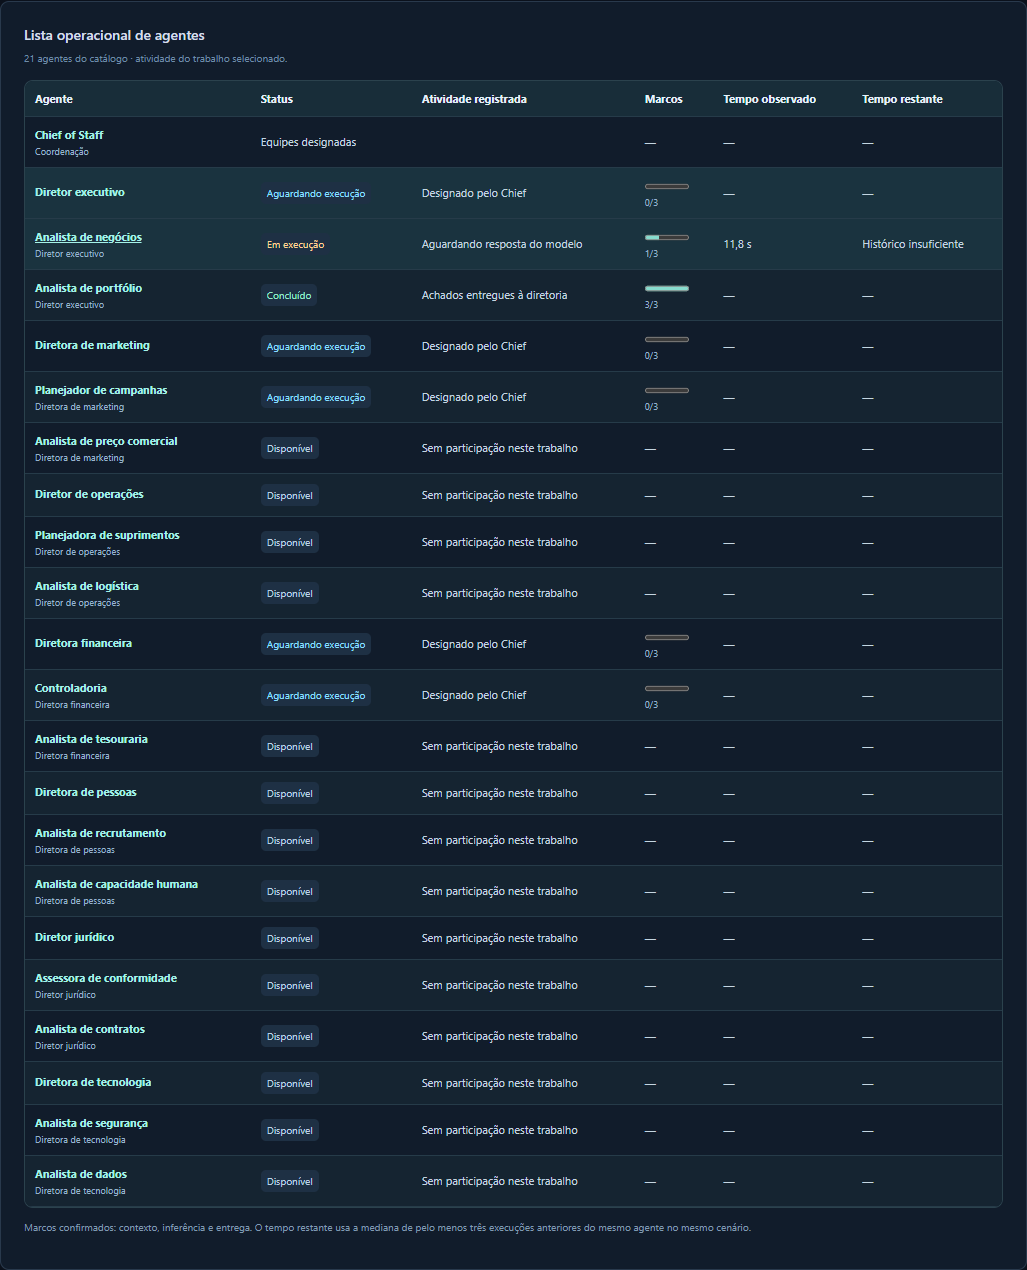 Lista operacional de agentes
21 agentes do catálogo · atividade do trabalho selecionado.
Agente Status Atividade registrada Marcos Tempo observado Tempo restante
Chief of Staff
Coordenação
Equipes designadas — — —
Diretor executivo
Aguardando execução Designado pelo Chief 0/3 — —
Analista de negócios
Diretor executivo
Em execução Aguardando resposta do modelo 1/3 11,8 s Histórico insuficiente
Analista de portfólio
Diretor executivo
Concluído Achados entregues à diretoria 3/3 — —
Diretora de marketing
Aguardando execução Designado pelo Chief 0/3 — —
Planejador de campanhas
Diretora de marketing
Aguardando execução Designado pelo Chief 0/3 — —
Analista de preço comercial
Diretora de marketing
Disponível Sem participação neste trabalho — — —
Diretor de operações
Disponível Sem participação neste trabalho — — —
Planejadora de suprimentos
Diretor de operações
Disponível Sem participação neste trabalho — — —
Analista de logística
Diretor de operações
Disponível Sem participação neste trabalho — — —
Diretora financeira
Aguardando execução Designado pelo Chief 0/3 — —
Controladoria
Diretora financeira
Aguardando execução Designado pelo Chief 0/3 — —
Analista de tesouraria
Diretora financeira
Disponível Sem participação neste trabalho — — —
Diretora de pessoas
Disponível Sem participação neste trabalho — — —
Analista de recrutamento
Diretora de pessoas
Disponível Sem participação neste trabalho — — —
Analista de capacidade humana
Diretora de pessoas
Disponível Sem participação neste trabalho — — —
Diretor jurídico
Disponível Sem participação neste trabalho — — —
Assessora de conformidade
Diretor jurídico
Disponível Sem participação neste trabalho — — —
Analista de contratos
Diretor jurídico
Disponível Sem participação neste trabalho — — —
Diretora de tecnologia
Disponível Sem participação neste trabalho — — —
Analista de segurança
Diretora de tecnologia
Disponível Sem participação neste trabalho — — —
Analista de dados
Diretora de tecnologia
Disponível Sem participação neste trabalho — — —
Marcos confirmados: contexto, inferência e entrega. O tempo restante usa a mediana de pelo menos três execuções anteriores do mesmo agente no mesmo cenário.